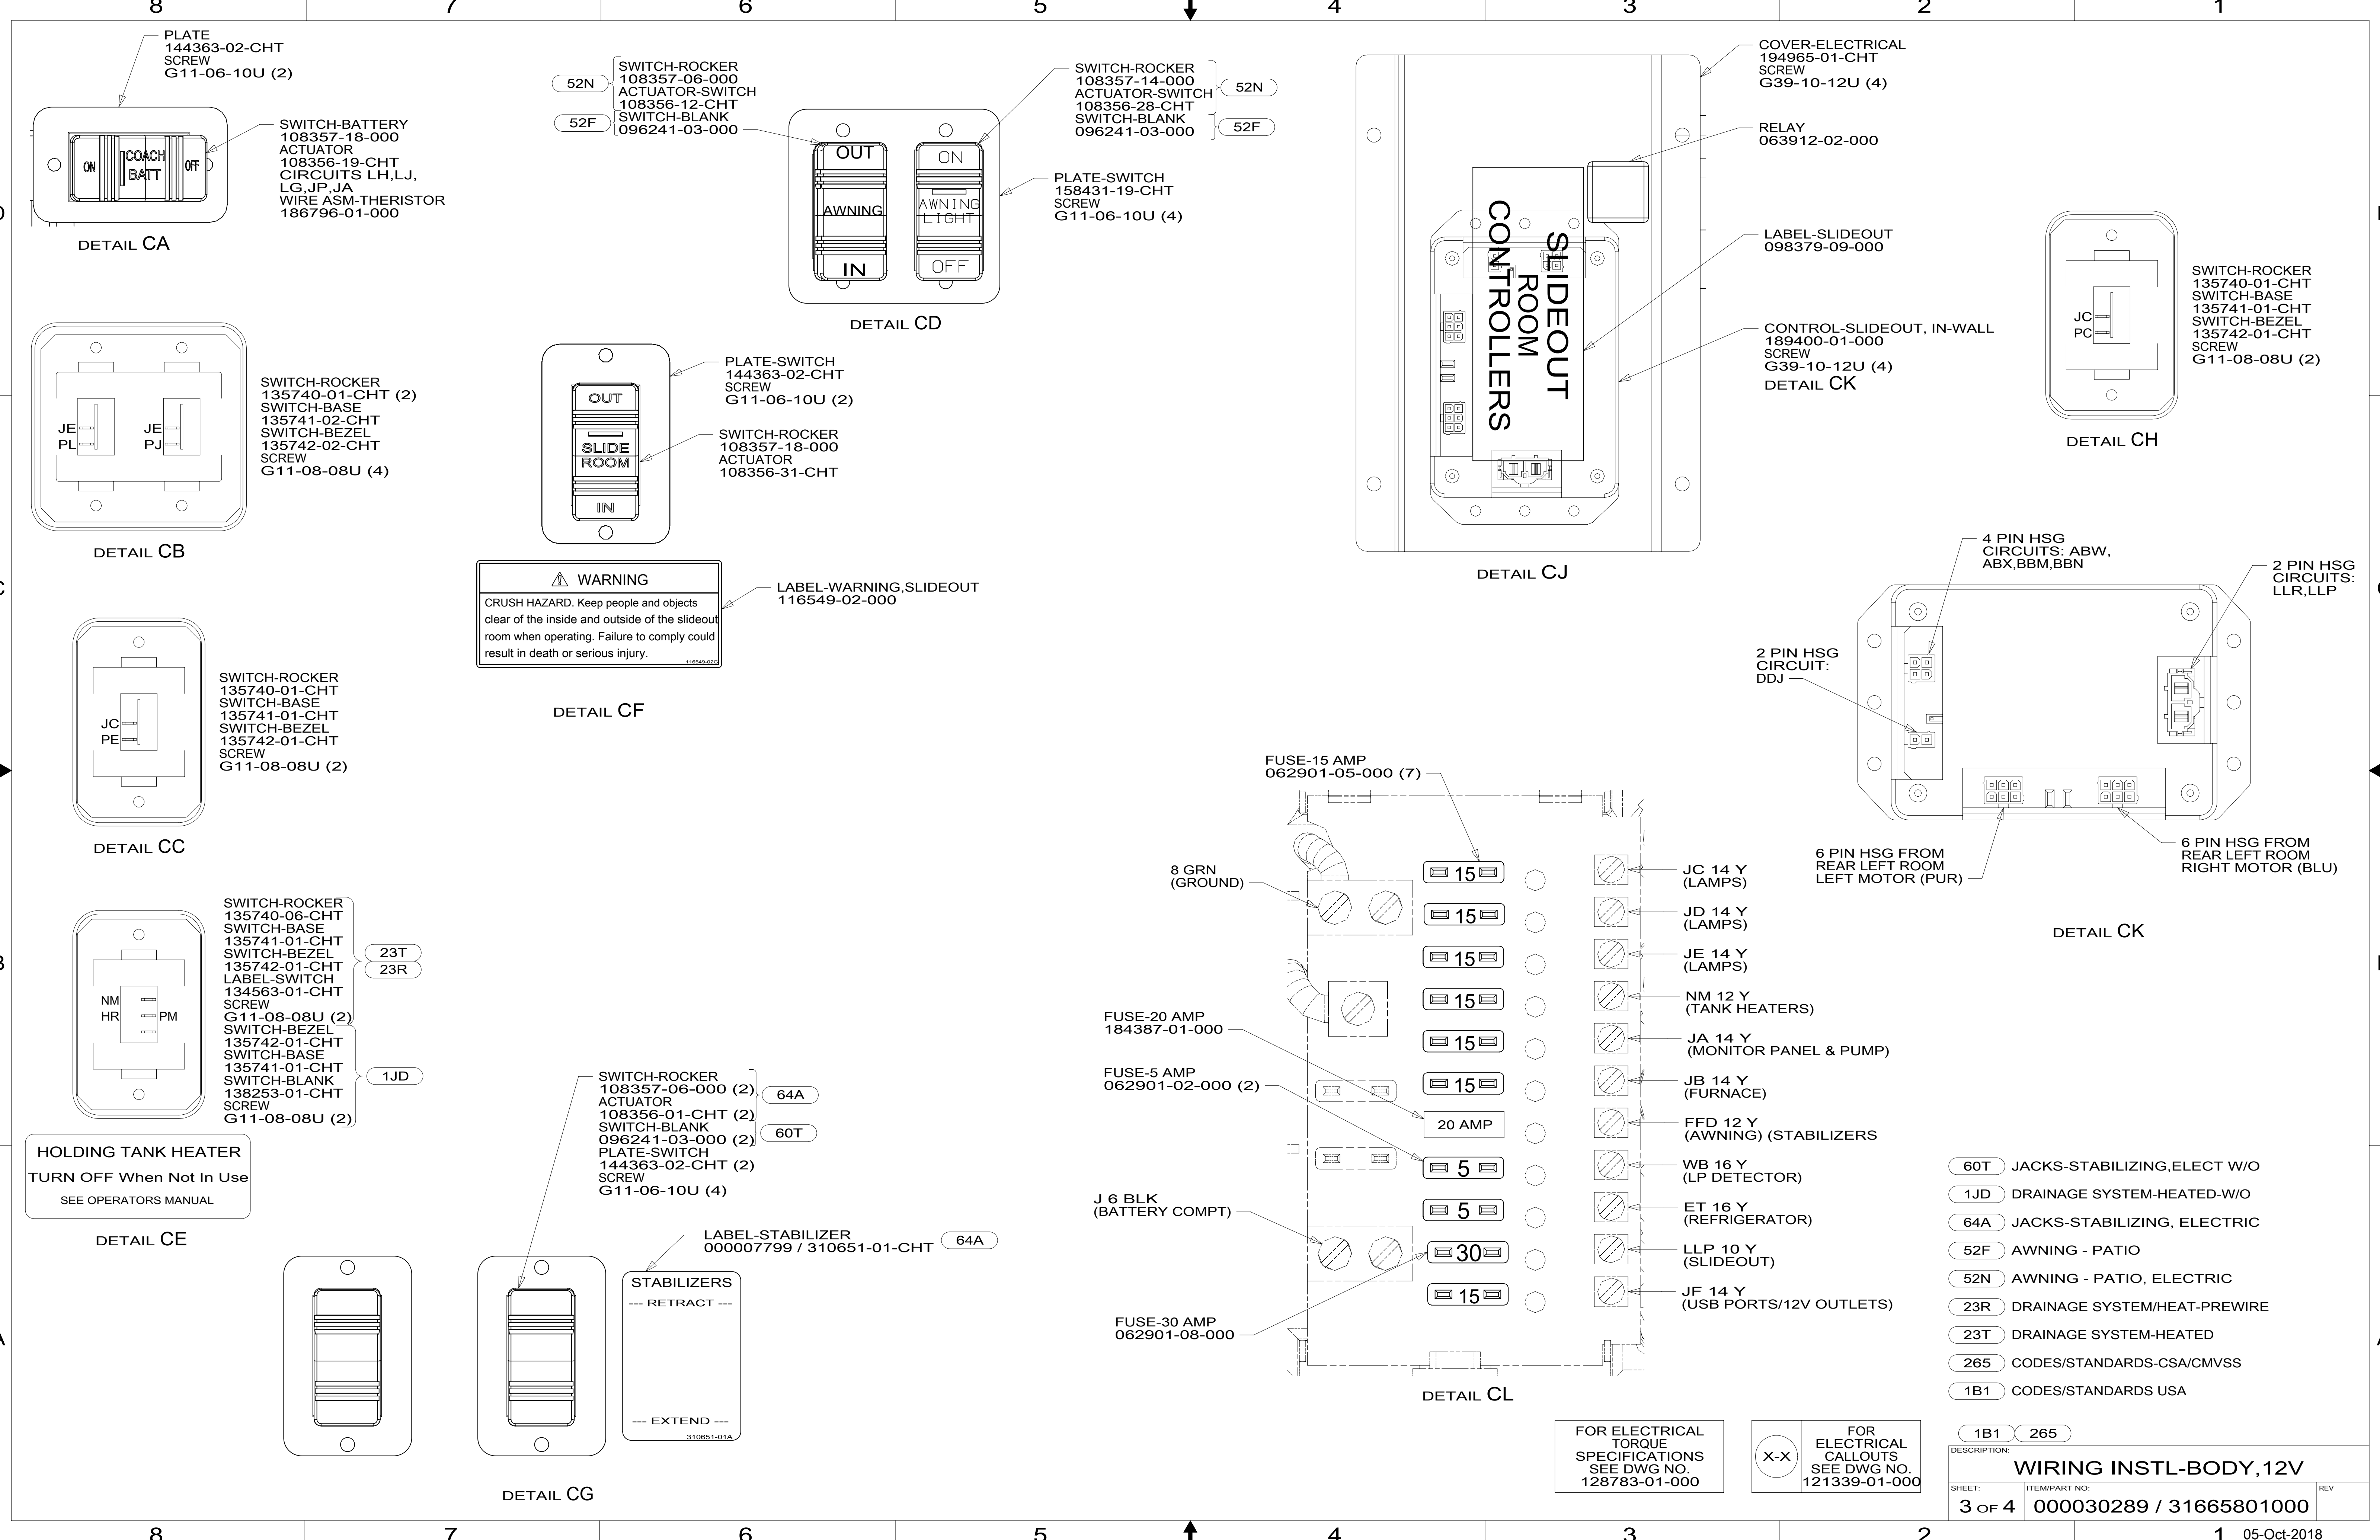 8 7 6 5 4 3 2 1
PLATE
144363-02-CHT
SCREW
G11-06-10U (2)
ON
COACH
BATT
OFF
SWITCH-BATTERY
108357-18-000
ACTUATOR
108356-19-CHT
CIRCUITS LH,LJ,
LG,JP,JA
WIRE ASM-THERISTOR
186796-01-000
DETAIL CA
52N
SWITCH-ROCKER
108357-06-000
ACTUATOR-SWITCH
108356-12-CHT
52F
SWITCH-BLANK
096241-03-000
SWITCH-ROCKER
108357-14-000
ACTUATOR-SWITCH
108356-28-CHT
52N
SWITCH-BLANK
096241-03-000
52F
OUT
AWNING
IN
ON
AWNING
LIGHT
OFF
PLATE-SWITCH
158431-19-CHT
SCREW
G11-06-10U (4)
DETAIL CD
COVER-ELECTRICAL
194965-01-CHT
SCREW
G39-10-12U (4)
RELAY
063912-02-000
SLIDEOUT
ROOM
CONTROLLERS
LABEL-SLIDEOUT
098379-09-000
CONTROL-SLIDEOUT, IN-WALL
189400-01-000
SCREW
G39-10-12U (4)
DETAIL CK
DETAIL CJ
JC
PC
SWITCH-ROCKER
135740-01-CHT
SWITCH-BASE
135741-01-CHT
SWITCH-BEZEL
135742-01-CHT
SCREW
G11-08-08U (2)
DETAIL CH
JE
PL
JE
PJ
SWITCH-ROCKER
135740-01-CHT (2)
SWITCH-BASE
135741-02-CHT
SWITCH-BEZEL
135742-02-CHT
SCREW
G11-08-08U (4)
DETAIL CB
OUT
SLIDE
ROOM
IN
PLATE-SWITCH
144363-02-CHT
SCREW
G11-06-10U (2)
SWITCH-ROCKER
108357-18-000
ACTUATOR
108356-31-CHT
WARNING
CRUSH HAZARD. Keep people and objects
clear of the inside and outside of the slideout
room when operating. Failure to comply could
result in death or serious injury.
LABEL-WARNING,SLIDEOUT
116549-02-000
DETAIL CF
JC
PE
SWITCH-ROCKER
135740-01-CHT
SWITCH-BASE
135741-01-CHT
SWITCH-BEZEL
135742-01-CHT
SCREW
G11-08-08U (2)
DETAIL CC
4 PIN HSG
CIRCUITS: ABW,
ABX,BBM,BBN
2 PIN HSG
CIRCUITS:
LLR,LLP
2 PIN HSG
CIRCUIT:
DDJ
6 PIN HSG FROM
REAR LEFT ROOM
LEFT MOTOR (PUR)
6 PIN HSG FROM
REAR LEFT ROOM
RIGHT MOTOR (BLU)
DETAIL CK
NM
HR
PM
SWITCH-ROCKER
135740-06-CHT
SWITCH-BASE
135741-01-CHT
SWITCH-BEZEL
135742-01-CHT
LABEL-SWITCH
134563-01-CHT
SCREW
G11-08-08U (2)
23T
23R
SWITCH-BEZEL
135742-01-CHT
SWITCH-BASE
135741-01-CHT
SWITCH-BLANK
138253-01-CHT
SCREW
G11-08-08U (2)
1JD
HOLDING TANK HEATER
TURN OFF When Not In Use
SEE OPERATORS MANUAL
DETAIL CE
SWITCH-ROCKER
108357-06-000 (2)
ACTUATOR
108356-01-CHT (2)
64A
SWITCH-BLANK
096241-03-000 (2)
60T
PLATE-SWITCH
144363-02-CHT (2)
SCREW
G11-06-10U (4)
LABEL-STABILIZER
000007799 / 310651-01-CHT
64A
STABILIZERS
--- RETRACT ---
--- EXTEND ---
310651-01A
DETAIL CG
FUSE-15 AMP
062901-05-000 (7)
8 GRN
(GROUND)
FUSE-20 AMP
184387-01-000
FUSE-5 AMP
062901-02-000 (2)
J 6 BLK
(BATTERY COMPT)
FUSE-30 AMP
062901-08-000
15
15
15
15
15
15
20 AMP
5
5
30
15
JC 14 Y
(LAMPS)
JD 14 Y
(LAMPS)
JE 14 Y
(LAMPS)
NM 12 Y
(TANK HEATERS)
JA 14 Y
(MONITOR PANEL & PUMP)
JB 14 Y
(FURNACE)
FFD 12 Y
(AWNING) (STABILIZERS
WB 16 Y
(LP DETECTOR)
ET 16 Y
(REFRIGERATOR)
LLP 10 Y
(SLIDEOUT)
JF 14 Y
(USB PORTS/12V OUTLETS)
DETAIL CL
60T JACKS-STABILIZING,ELECT W/O
1JD DRAINAGE SYSTEM-HEATED-W/O
64A JACKS-STABILIZING, ELECTRIC
52F AWNING - PATIO
52N AWNING - PATIO, ELECTRIC
23R DRAINAGE SYSTEM/HEAT-PREWIRE
23T DRAINAGE SYSTEM-HEATED
265 CODES/STANDARDS-CSA/CMVSS
1B1 CODES/STANDARDS USA
1B1 265
FOR ELECTRICAL
TORQUE
SPECIFICATIONS
SEE DWG NO.
128783-01-000
X-X
FOR
ELECTRICAL
CALLOUTS
SEE DWG NO.
121339-01-000
DESCRIPTION:
WIRING INSTL-BODY,12V
SHEET:
3 OF 4
ITEM/PART NO:
000030289 / 31665801000
REV
8 7 6 5 4 3 2 1
05-Oct-2018